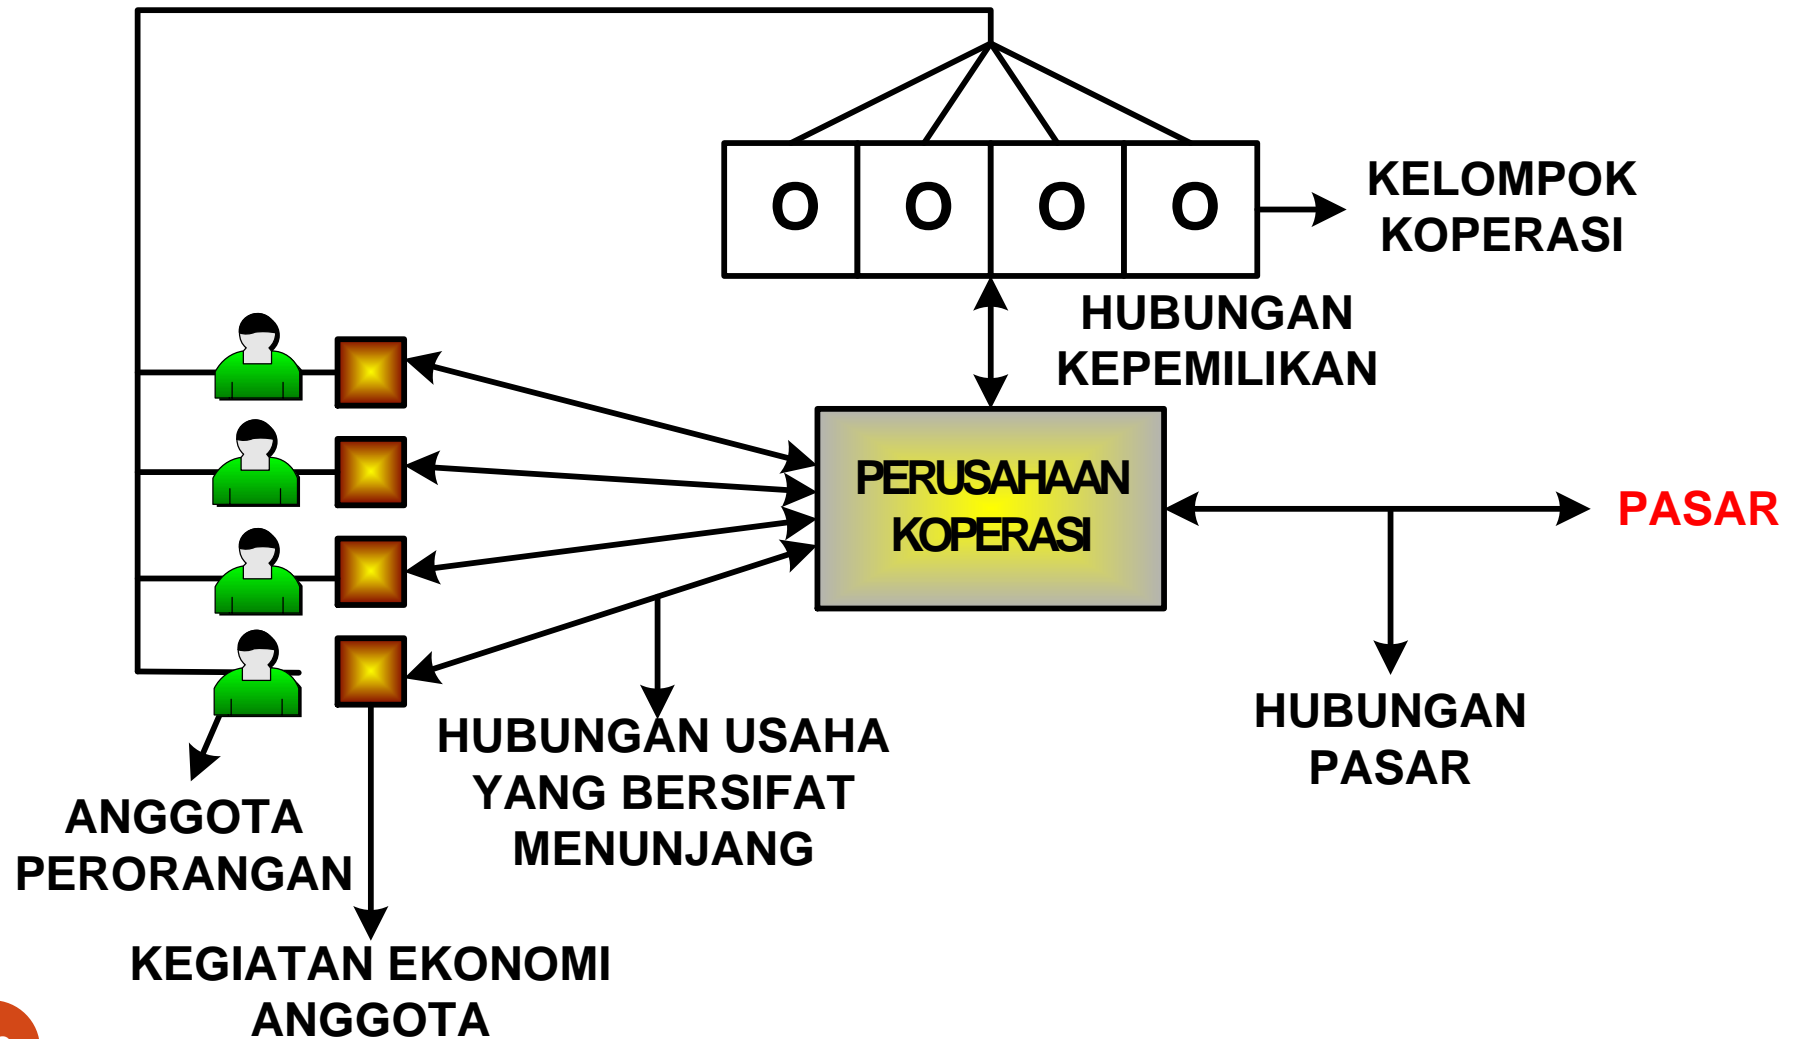 O O O O
KELOMPOK
KOPERASI
HUBUNGAN
KEPEMILIKAN
PERUSAHAAN
KOPERASI
PASAR
HUBUNGAN
PASAR
HUBUNGAN USAHA
YANG BERSIFAT
MENUNJANG
ANGGOTA
PERORANGAN
KEGIATAN EKONOMI
ANGGOTA